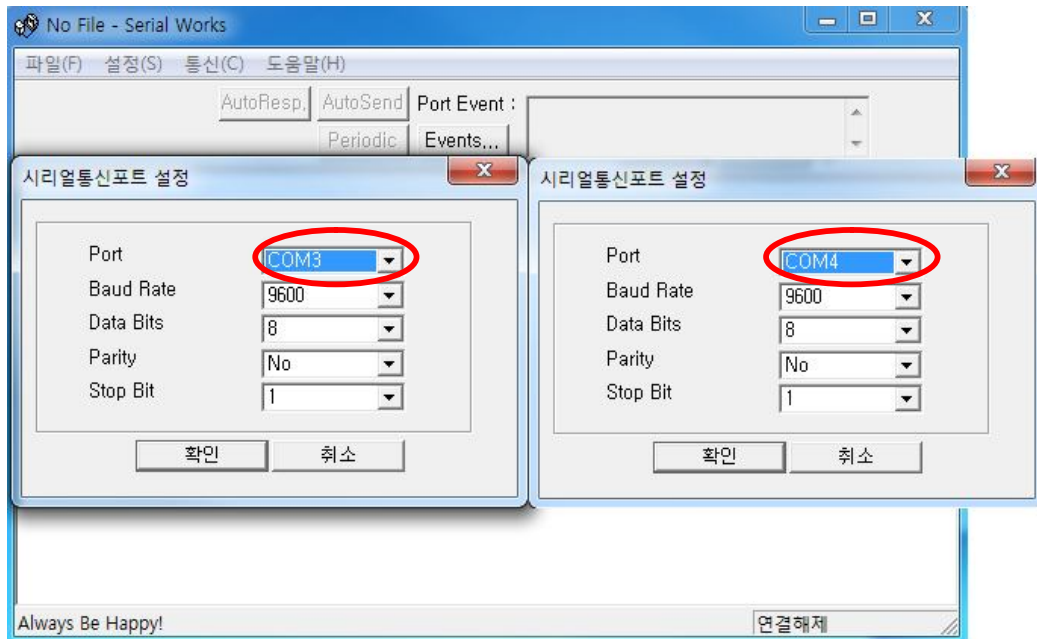 No File - Serial Works
파일(F) 설정(S) 통신(C) 도움말(H)
AutoResp, AutoSend Port Event :
Periodic Events,,,
시리얼통신포트 설정
Port COM3
Baud Rate 9600
Data Bits 8
Parity No
Stop Bit 1
확인 취소
시리얼통신포트 설정
Port COM4
Baud Rate 9600
Data Bits 8
Parity No
Stop Bit 1
확인 취소
Always Be Happy! 연결해제